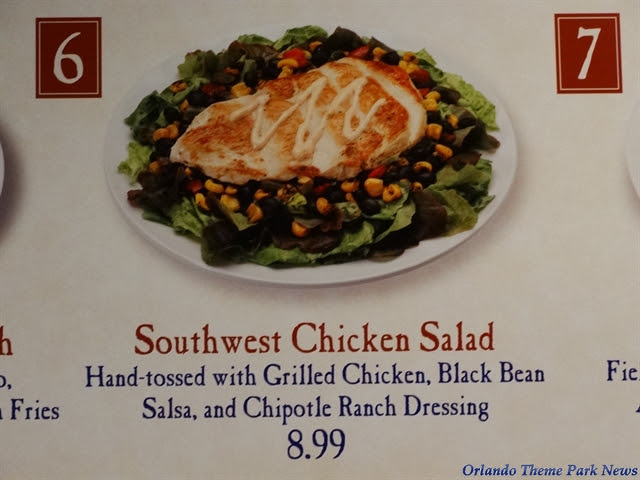 6
7
Southwest Chicken Salad
Hand-tossed with Grilled Chicken, Black Bean
Salsa, and Chipotle Ranch Dressing
8.99
Fries
Orlando Theme Park News